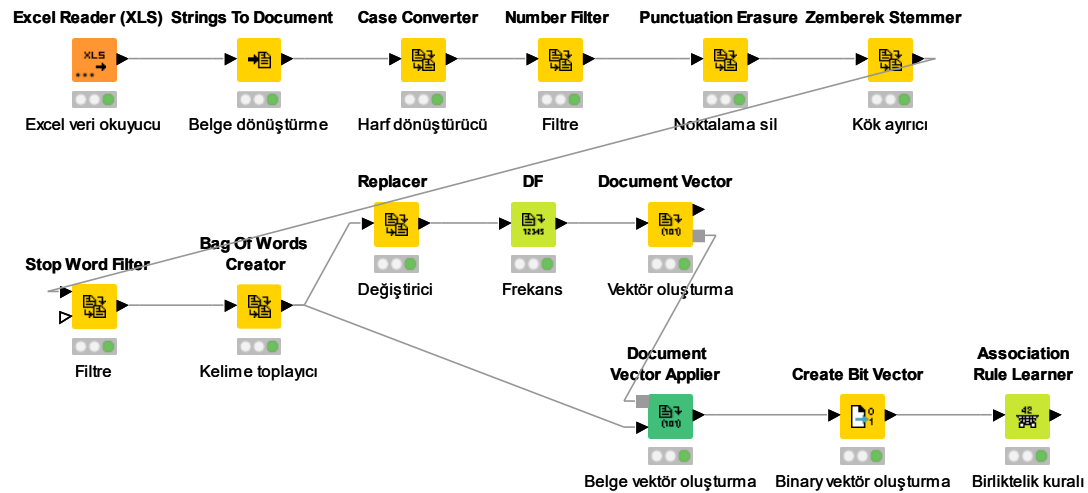 Excel Reader (XLS) Strings To Document Case Converter Number Filter Punctuation Erasure Zemberek Stemmer
XLS
Excel veri okuyucu Belge dönüştürme Harf dönüştürücü Filtre Noktalama sil Kök ayırıcı
Replacer DF Document Vector
12345 (101)
Değiştirici Frekans Vektör oluşturma
Stop Word Filter
Bag Of Words
Creator
Filtre Kelime toplayıcı
Document
Vector Applier
Create Bit Vector
Association
Rule Learner
(101) 0 1 42
Belge vektör oluşturma Binary vektör oluşturma Birliktelik kuralı